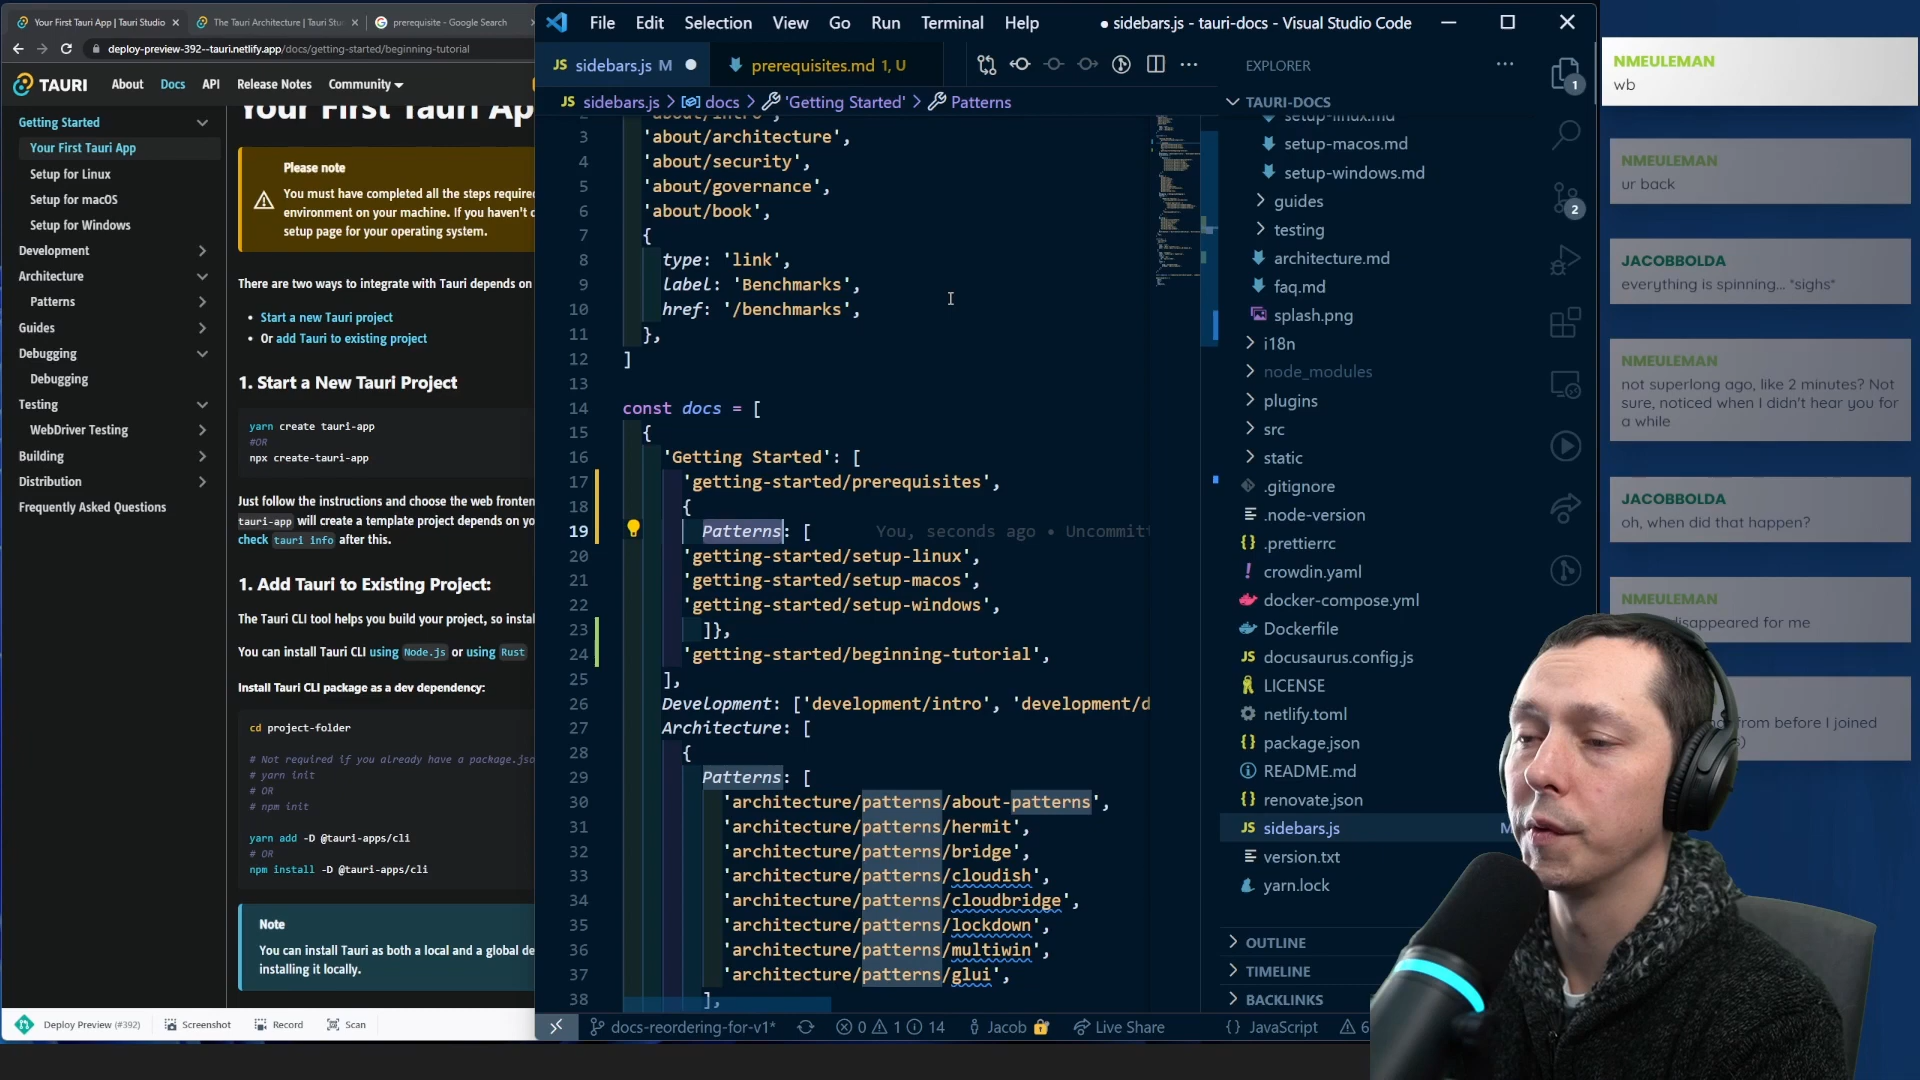 Your First Tauri App | Tauri Studio
The Tauri Architecture | Tauri Stu
prerequisite - Google Search
deploy-preview-392--tauri.netlify.app/docs/getting-started/beginning-tutorial
TAURI
About
Docs
API
Release Notes
Community
Getting Started
Your First Tauri App
Setup for Linux
Setup for macOS
Setup for Windows
Development
Architecture
Patterns
Guides
Debugging
Debugging
Testing
WebDriver Testing
Building
Distribution
Frequently Asked Questions
Your First Tauri Ap
Please note
You must have completed all the steps require
environment on your machine. If you haven't
setup page for your operating system.
There are two ways to integrate with Tauri depends on
Start a new Tauri project
Or add Tauri to existing project
1. Start a New Tauri Project
yarn create tauri-app
#OR
npx create-tauri-app
Just follow the instructions and choose the web fronten
tauri-app will create a template project depends on yo
check tauri info after this.
1. Add Tauri to Existing Project:
The Tauri CLI tool helps you build your project, so instal
You can install Tauri CLI using Node.js or using Rust
Install Tauri CLI package as a dev dependency:
cd project-folder
# Not required if you already have a package.jso
# yarn init
# OR
# npm init
yarn add -D @tauri-apps/cli
# OR
npm install -D @tauri-apps/cli
Note
You can install Tauri as both a local and a global de
installing it locally.
Deploy Preview (#392)
Screenshot
Record
Scan
File Edit Selection View Go Run Terminal Help
● sidebars.js - tauri-docs - Visual Studio Code
JS sidebars.js M ●
prerequisites.md 1, U
JS sidebars.js > docs > 'Getting Started' > Patterns
2 'about/intro',
3 'about/architecture',
4 'about/security',
5 'about/governance',
6 'about/book',
7 {
8 type: 'link',
9 label: 'Benchmarks',
10 href: '/benchmarks',
11 },
12 ]
13
14 const docs = [
15 {
16 'Getting Started': [
17 'getting-started/prerequisites',
18 {
19 Patterns: [ You, seconds ago • Uncommitt
20 'getting-started/setup-linux',
21 'getting-started/setup-macos',
22 'getting-started/setup-windows',
23 ]},
24 'getting-started/beginning-tutorial',
25 ],
26 Development: ['development/intro', 'development/d
27 Architecture: [
28 {
29 Patterns: [
30 'architecture/patterns/about-patterns',
31 'architecture/patterns/hermit',
32 'architecture/patterns/bridge',
33 'architecture/patterns/cloudish',
34 'architecture/patterns/cloudbridge',
35 'architecture/patterns/lockdown',
36 'architecture/patterns/multiwin',
37 'architecture/patterns/glui',
38 ],
EXPLORER
TAURI-DOCS
setup-linux.md
setup-macos.md
setup-windows.md
guides
testing
architecture.md
faq.md
splash.png
i18n
node_modules
plugins
src
static
.gitignore
.node-version
.prettierrc
crowdin.yaml
docker-compose.yml
Dockerfile
docusaurus.config.js
LICENSE
netlify.toml
package.json
README.md
renovate.json
sidebars.js M
version.txt
yarn.lock
OUTLINE
TIMELINE
BACKLINKS
1
2
docs-reordering-for-v1*
0 1 14
Jacob
Live Share
{} JavaScript
6
NMEULEMAN
wb
NMEULEMAN
ur back
JACOBBOLDA
everything is spinning... *sighs*
NMEULEMAN
not superlong ago, like 2 minutes? Not
sure, noticed when I didn't hear you for
a while
JACOBBOLDA
oh, when did that happen?
NMEULEMAN
disappeared for me
from before I joined